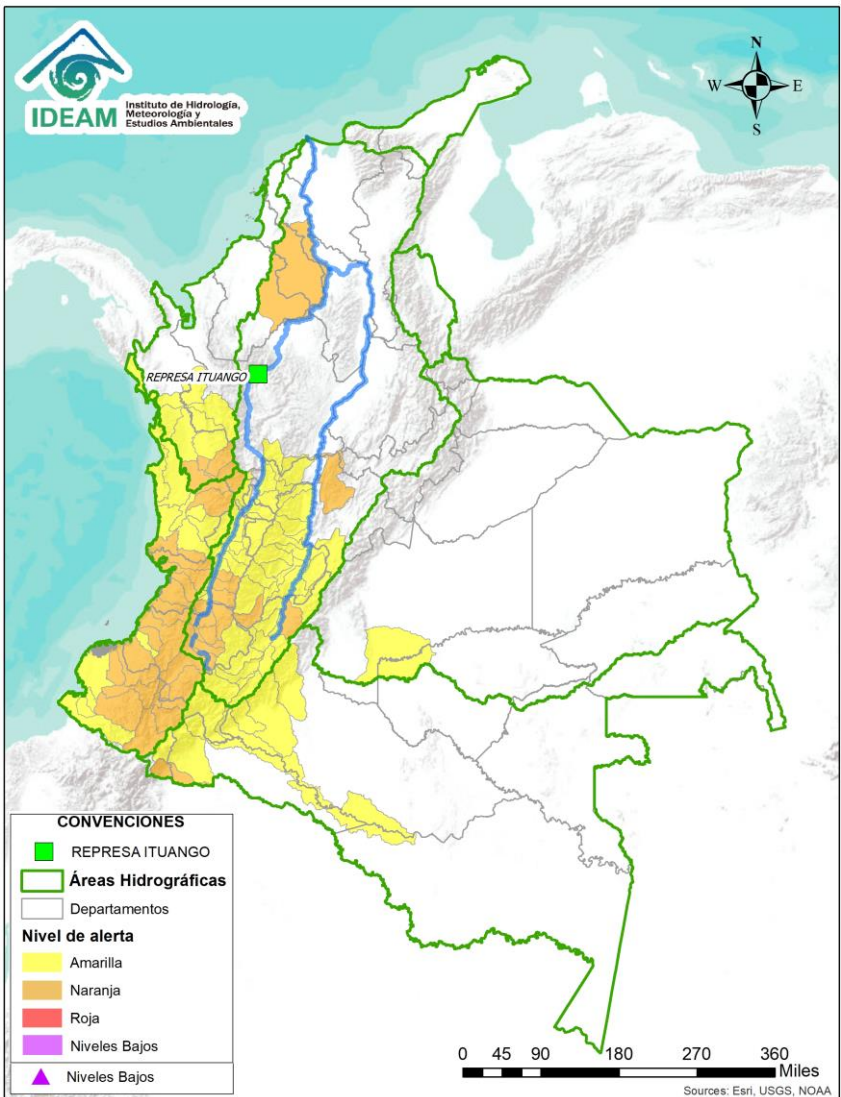 IDEAM
Instituto de Hidrología,
Meteorología y
Estudios Ambientales
N
W
E
S
REPRESA ITUANGO
CONVENCIONES
REPRESA ITUANGO
Áreas Hidrográficas
Departamentos
Nivel de alerta
Amarilla
Naranja
Roja
Niveles Bajos
Niveles Bajos
0 45 90 180 270 360
Miles
Sources: Esri, USGS, NOAA